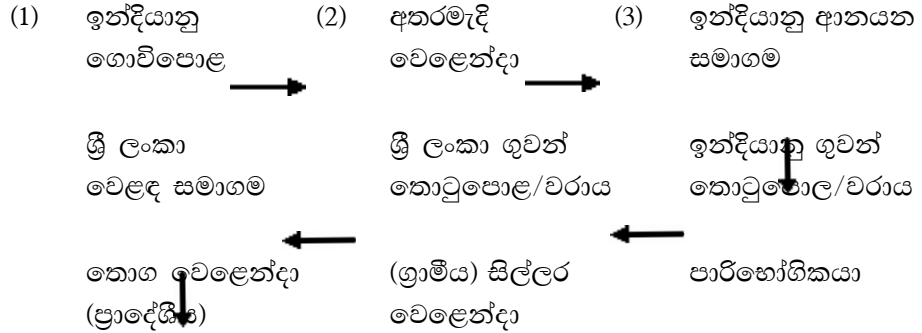 (1) ඉන්දියානු (2) අතරමැදි (3) ඉන්දියානු ආනයන
ගොවිපොළ වෙළෙන්දා සමාගම
ශ්‍රී ලංකා ශ්‍රී ලංකා ගුවන් ඉන්දියානු ගුවන්
වෙළඳ සමාගම තොටුපොළ/වරාය තොටුපොල/වරාය
තොග වෙළෙන්දා (ග්‍රාමීය) සිල්ලර පාරිභෝගිකයා
(ප්‍රාදේශීය) වෙළෙන්දා